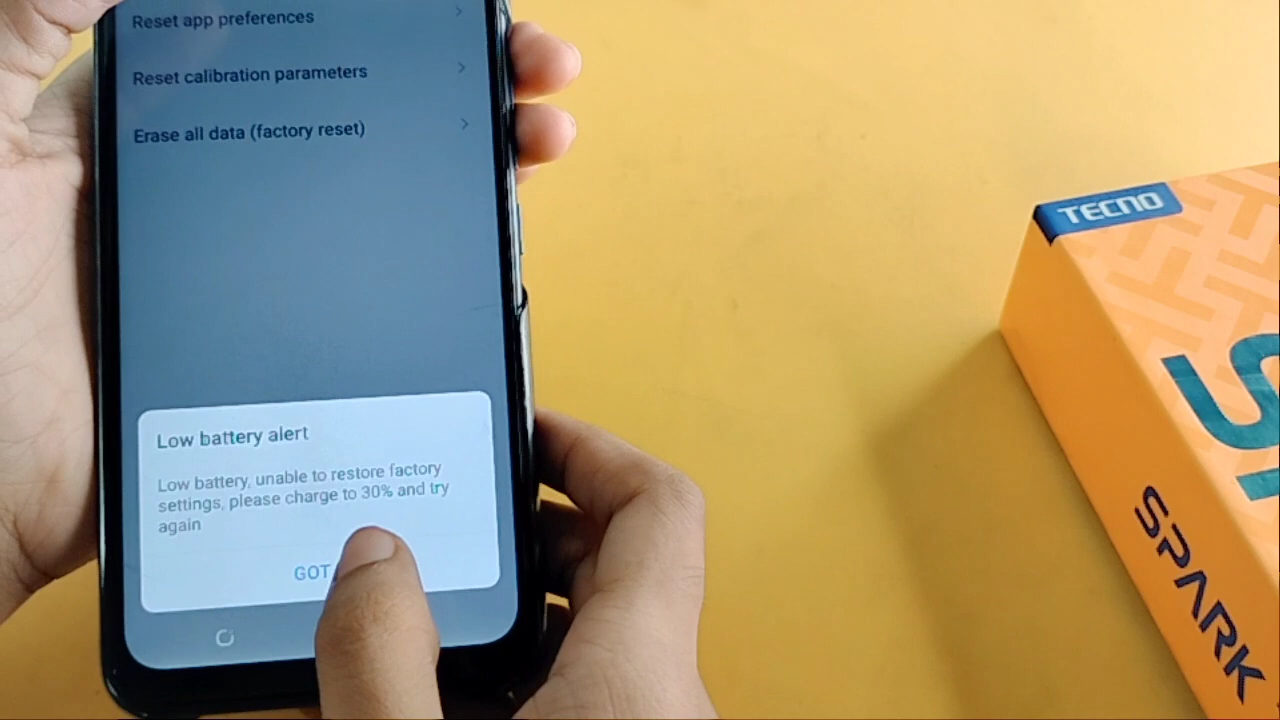 Reset app preferences
Reset calibration parameters
Erase all data (factory reset)
Low battery alert
Low battery, unable to restore factory
settings, please charge to 30% and try
again
GOT
TECNO
SPARK